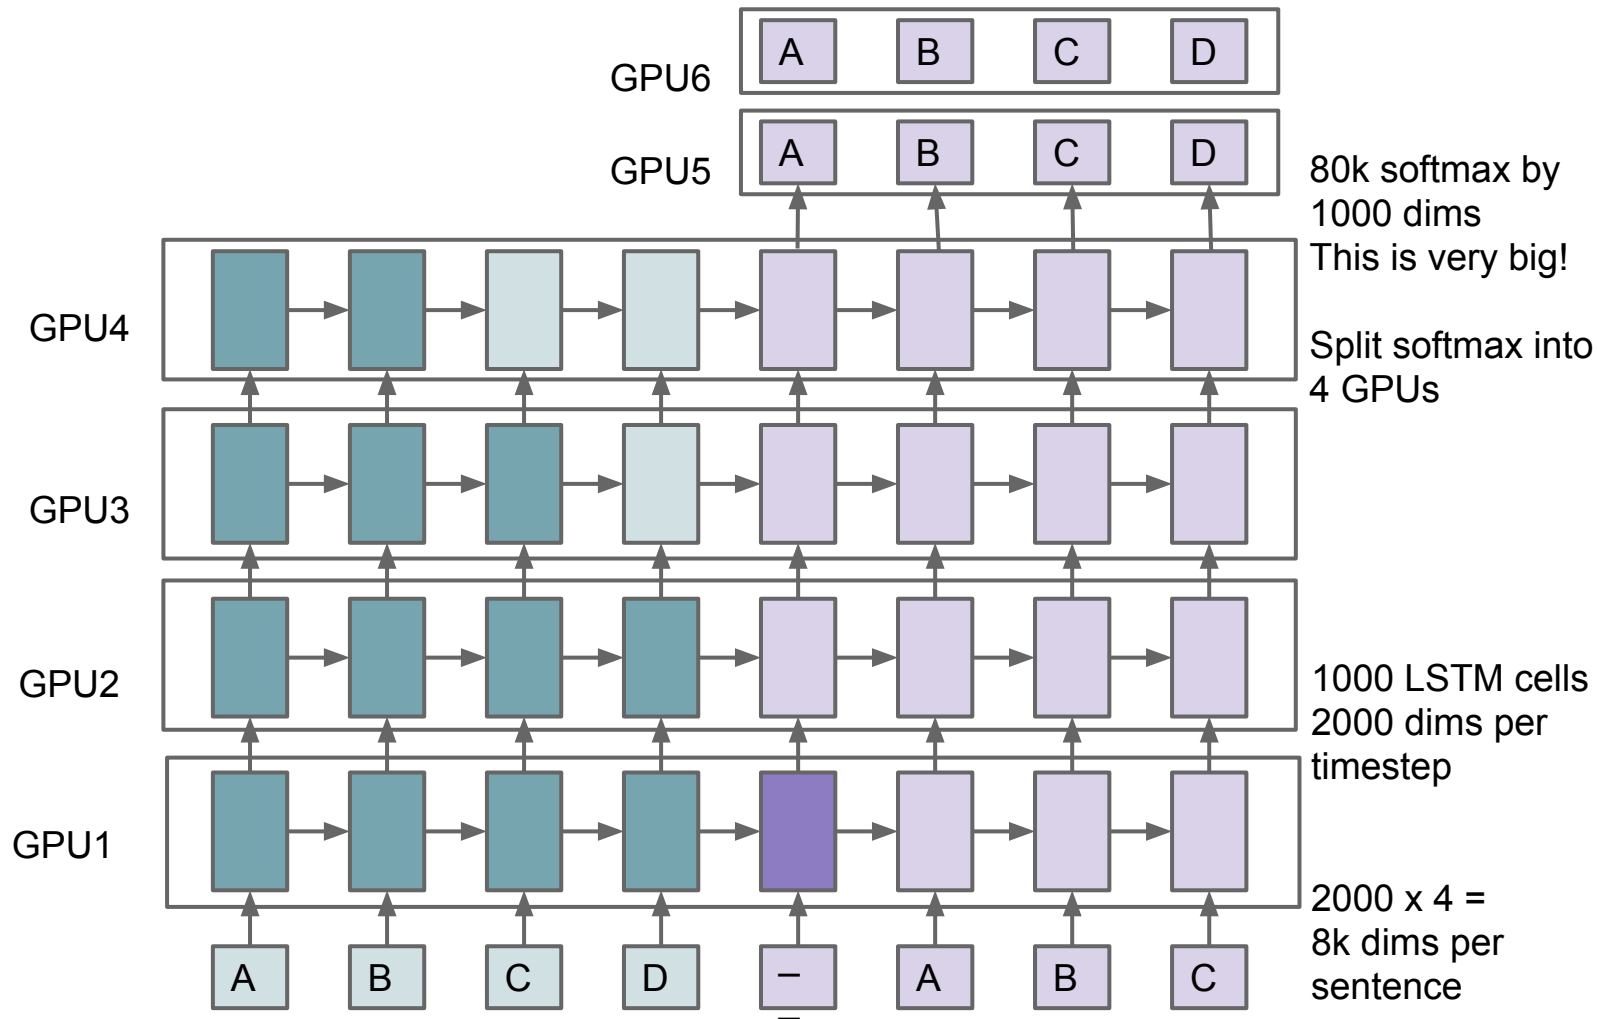 A B C D
GPU6
A B C D
GPU5
80k softmax by
1000 dims
This is very big!
GPU4
Split softmax into
4 GPUs
GPU3
GPU2
1000 LSTM cells
2000 dims per
timestep
GPU1
2000 x 4 =
8k dims per
sentence
A B C D _ A B C